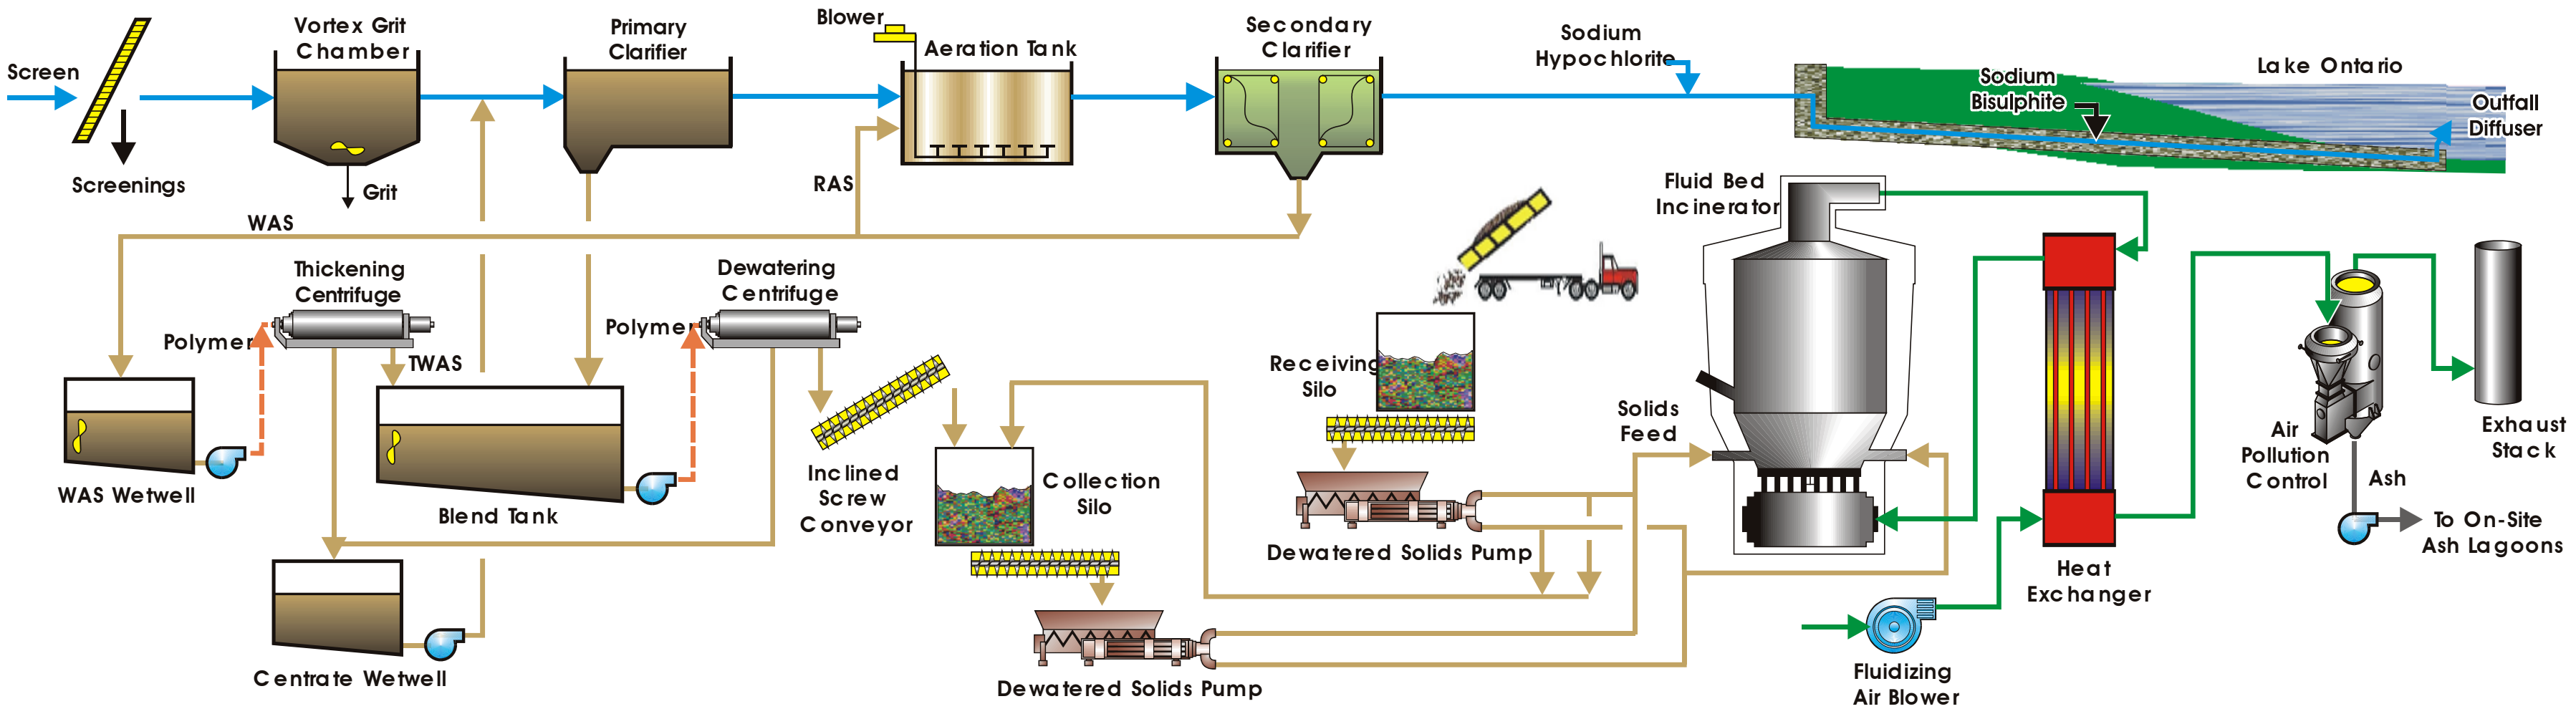 Screen
Screenings
Vortex Grit
Chamber
Grit
Primary
Clarifier
Blower
Aeration Tank
RAS
Secondary
Clarifier
Sodium
Hypochlorite
Sodium
Bisulphite
Lake Ontario
Outfall
Diffuser
WAS
Thickening
Centrifuge
Polymer
TWAS
WAS Wetwell
Dewatering
Centrifuge
Polymer
Blend Tank
Centrate Wetwell
Inclined
Screw
Conveyor
Collection
Silo
Dewatered Solids Pump
Receiving
Silo
Dewatered Solids Pump
Fluid Bed
Incinerator
Solids
Feed
Heat
Exchanger
Fluidizing
Air Blower
Air
Pollution
Control
Ash
To On-Site
Ash Lagoons
Exhaust
Stack